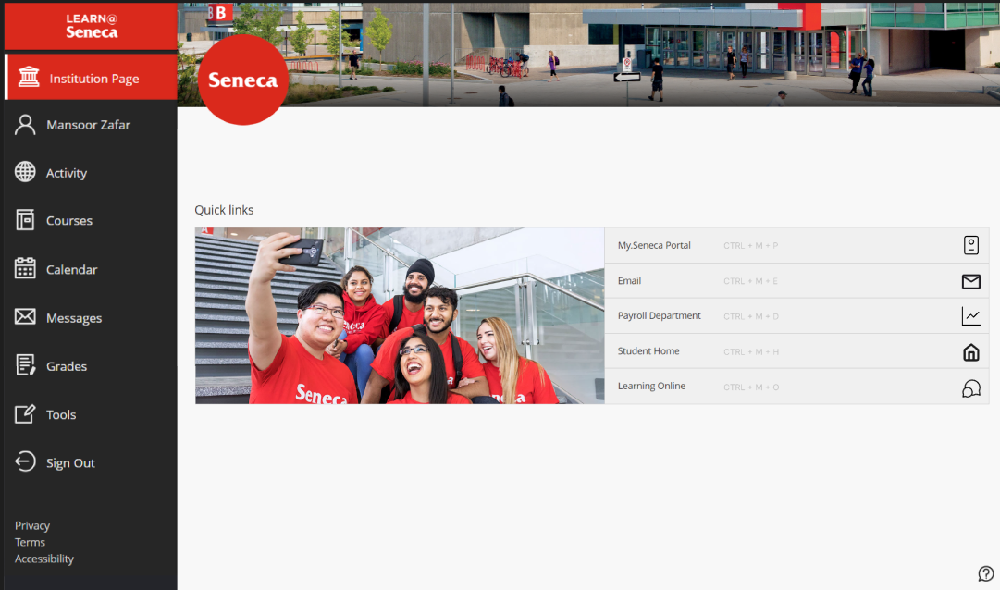 LEARN@
Seneca
Institution Page
Mansoor Zafar
Activity
Courses
Calendar
Messages
Grades
Tools
Sign Out
Privacy
Terms
Accessibility
B B
Seneca
Quick links
Seneca
Seneca
My.Seneca Portal CTRL + M + P
Email CTRL + M + E
Payroll Department CTRL + M + D
Student Home CTRL + M + H
Learning Online CTRL + M + O